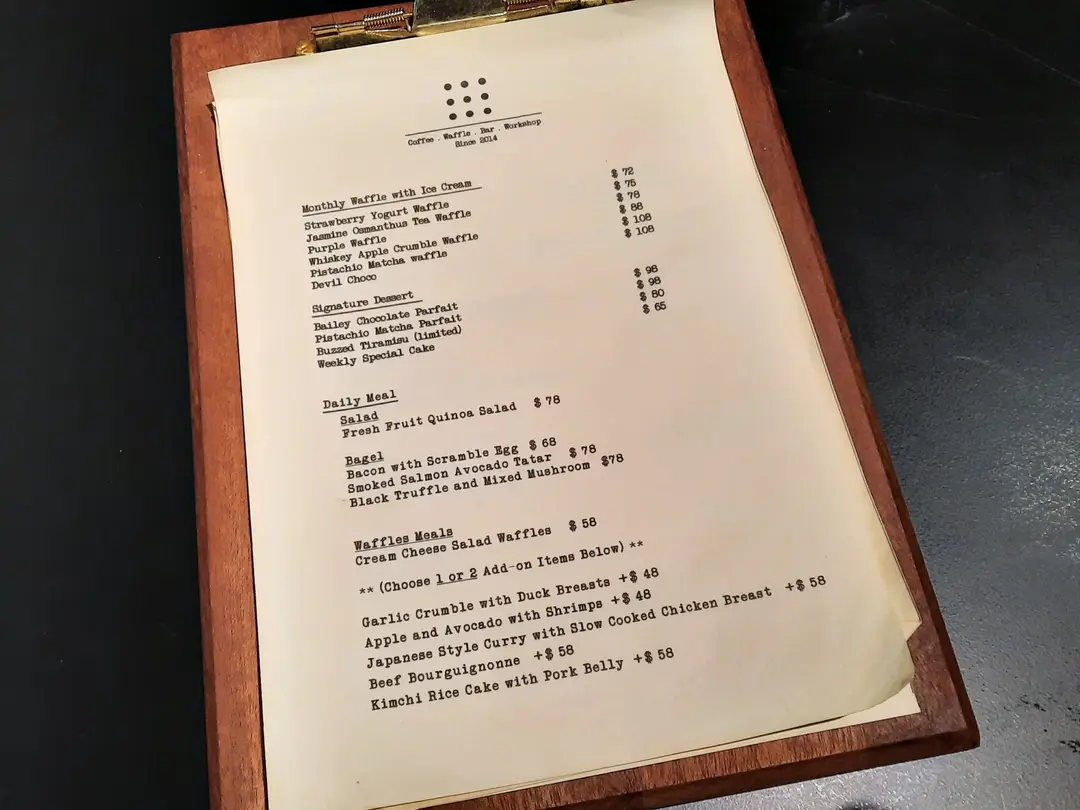 Coffee . Waffle . Bar . Workshop
Since 2014
Monthly Waffle with Ice Cream
Strawberry Yogurt Waffle $ 72
Jasmine Osmanthus Tea Waffle $ 75
Purple Waffle $ 78
Whiskey Apple Crumble Waffle $ 88
Pistachio Matcha waffle $ 108
Devil Choco $ 108
Signature Dessert
Bailey Chocolate Parfait $ 98
Pistachio Matcha Parfait $ 98
Buzzed Tiramisu (limited) $ 80
Weekly Special Cake $ 65
Daily Meal
Salad
Fresh Fruit Quinoa Salad $ 78
Bagel
Bacon with Scramble Egg $ 68
Smoked Salmon Avocado Tatar $ 78
Black Truffle and Mixed Mushroom $78
Waffles Meals
Cream Cheese Salad Waffles $ 58
** (Choose 1 or 2 Add-on Items Below) **
Garlic Crumble with Duck Breasts +$ 48
Apple and Avocado with Shrimps +$ 48
Japanese Style Curry with Slow Cooked Chicken Breast +$ 58
Beef Bourguignonne +$ 58
Kimchi Rice Cake with Pork Belly +$ 58